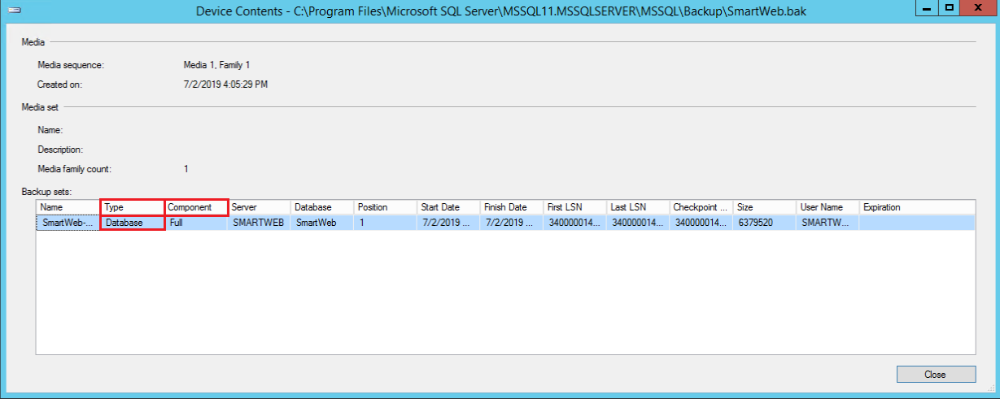 Device Contents - C:\Program Files\Microsoft SQL Server\MSSQL11.MSSQLSERVER\MSSQL\Backup\SmartWeb.bak
Media
Media sequence: Media 1, Family 1
Created on: 7/2/2019 4:05:29 PM
Media set
Name:
Description:
Media family count: 1
Backup sets:
Name Type Component Server Database Position Start Date Finish Date First LSN Last LSN Checkpoint ... Size User Name Expiration
SmartWeb-... Database Full SMARTWEB SmartWeb 1 7/2/2019 ... 7/2/2019 ... 340000014... 340000014... 340000014... 6379520 SMARTW...
Close